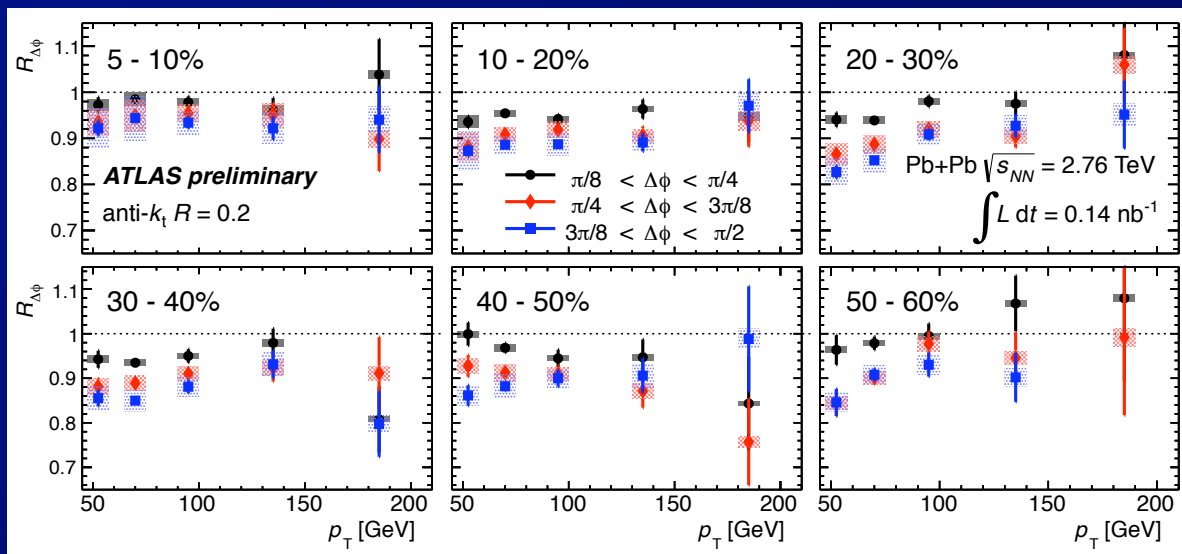 R_Δϕ
1.1
1
0.9
0.8
0.7
5 - 10%
ATLAS preliminary
anti-k_t R = 0.2
10 - 20%
π/8 < Δϕ < π/4
π/4 < Δϕ < 3π/8
3π/8 < Δϕ < π/2
20 - 30%
Pb+Pb √s_NN = 2.76 TeV
∫L dt = 0.14 nb⁻¹
R_Δϕ
1.1
1
0.9
0.8
0.7
30 - 40%
40 - 50%
50 - 60%
50 100 150 200
50 100 150 200
50 100 150 200
p_T [GeV]
p_T [GeV]
p_T [GeV]